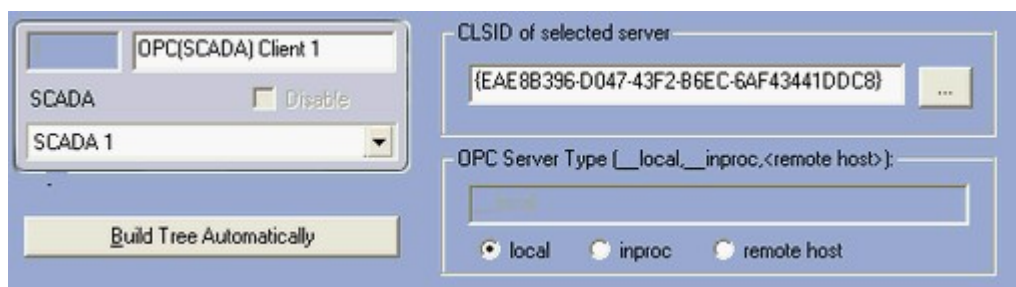 OPC(SCADA) Client 1
SCADA
Disable
SCADA 1
Build Tree Automatically
CLSID of selected server
{EAE8B396-D047-43F2-B6EC-6AF43441DDC8}
...
OPC Server Type (__local,__inproc,<remote host>):
__local
local
inproc
remote host